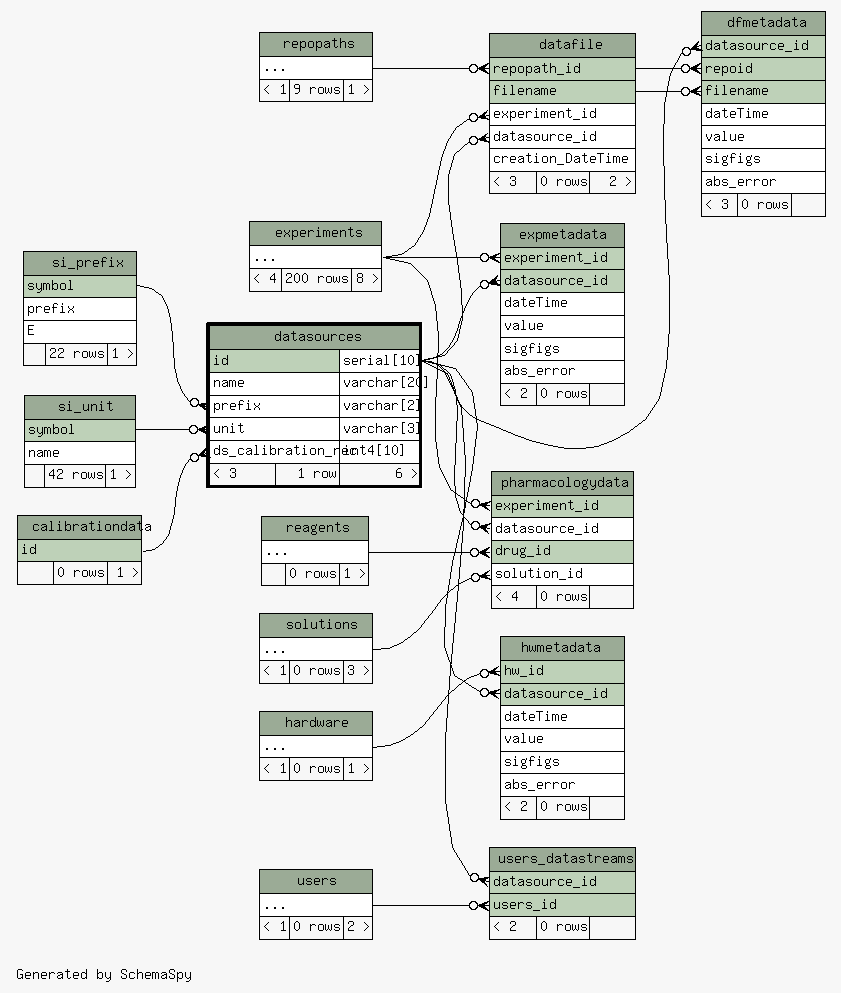 repopaths
...
< 1 9 rows 1 >
datafile
repopath_id
filename
experiment_id
datasource_id
creation_DateTime
< 3 0 rows 2 >
dfmetadata
datasource_id
repoid
filename
dateTime
value
sigfigs
abs_error
< 3 0 rows
experiments
...
< 4 200 rows 8 >
expmetadata
experiment_id
datasource_id
dateTime
value
sigfigs
abs_error
< 2 0 rows
si_prefix
symbol
prefix
E
22 rows 1 >
datasources
id serial[10]
name varchar[20]
prefix varchar[2]
unit varchar[3]
ds_calibration_rec int4[10]
< 3 1 row 6 >
si_unit
symbol
name
42 rows 1 >
calibrationdata
id
0 rows 1 >
reagents
...
0 rows 1 >
pharmacologydata
experiment_id
datasource_id
drug_id
solution_id
< 4 0 rows
solutions
...
< 1 0 rows 3 >
hardware
...
< 1 0 rows 1 >
hwmetadata
hw_id
datasource_id
dateTime
value
sigfigs
abs_error
< 2 0 rows
users
...
< 1 0 rows 2 >
users_datastreams
datasource_id
users_id
< 2 0 rows
Generated by SchemaSpy